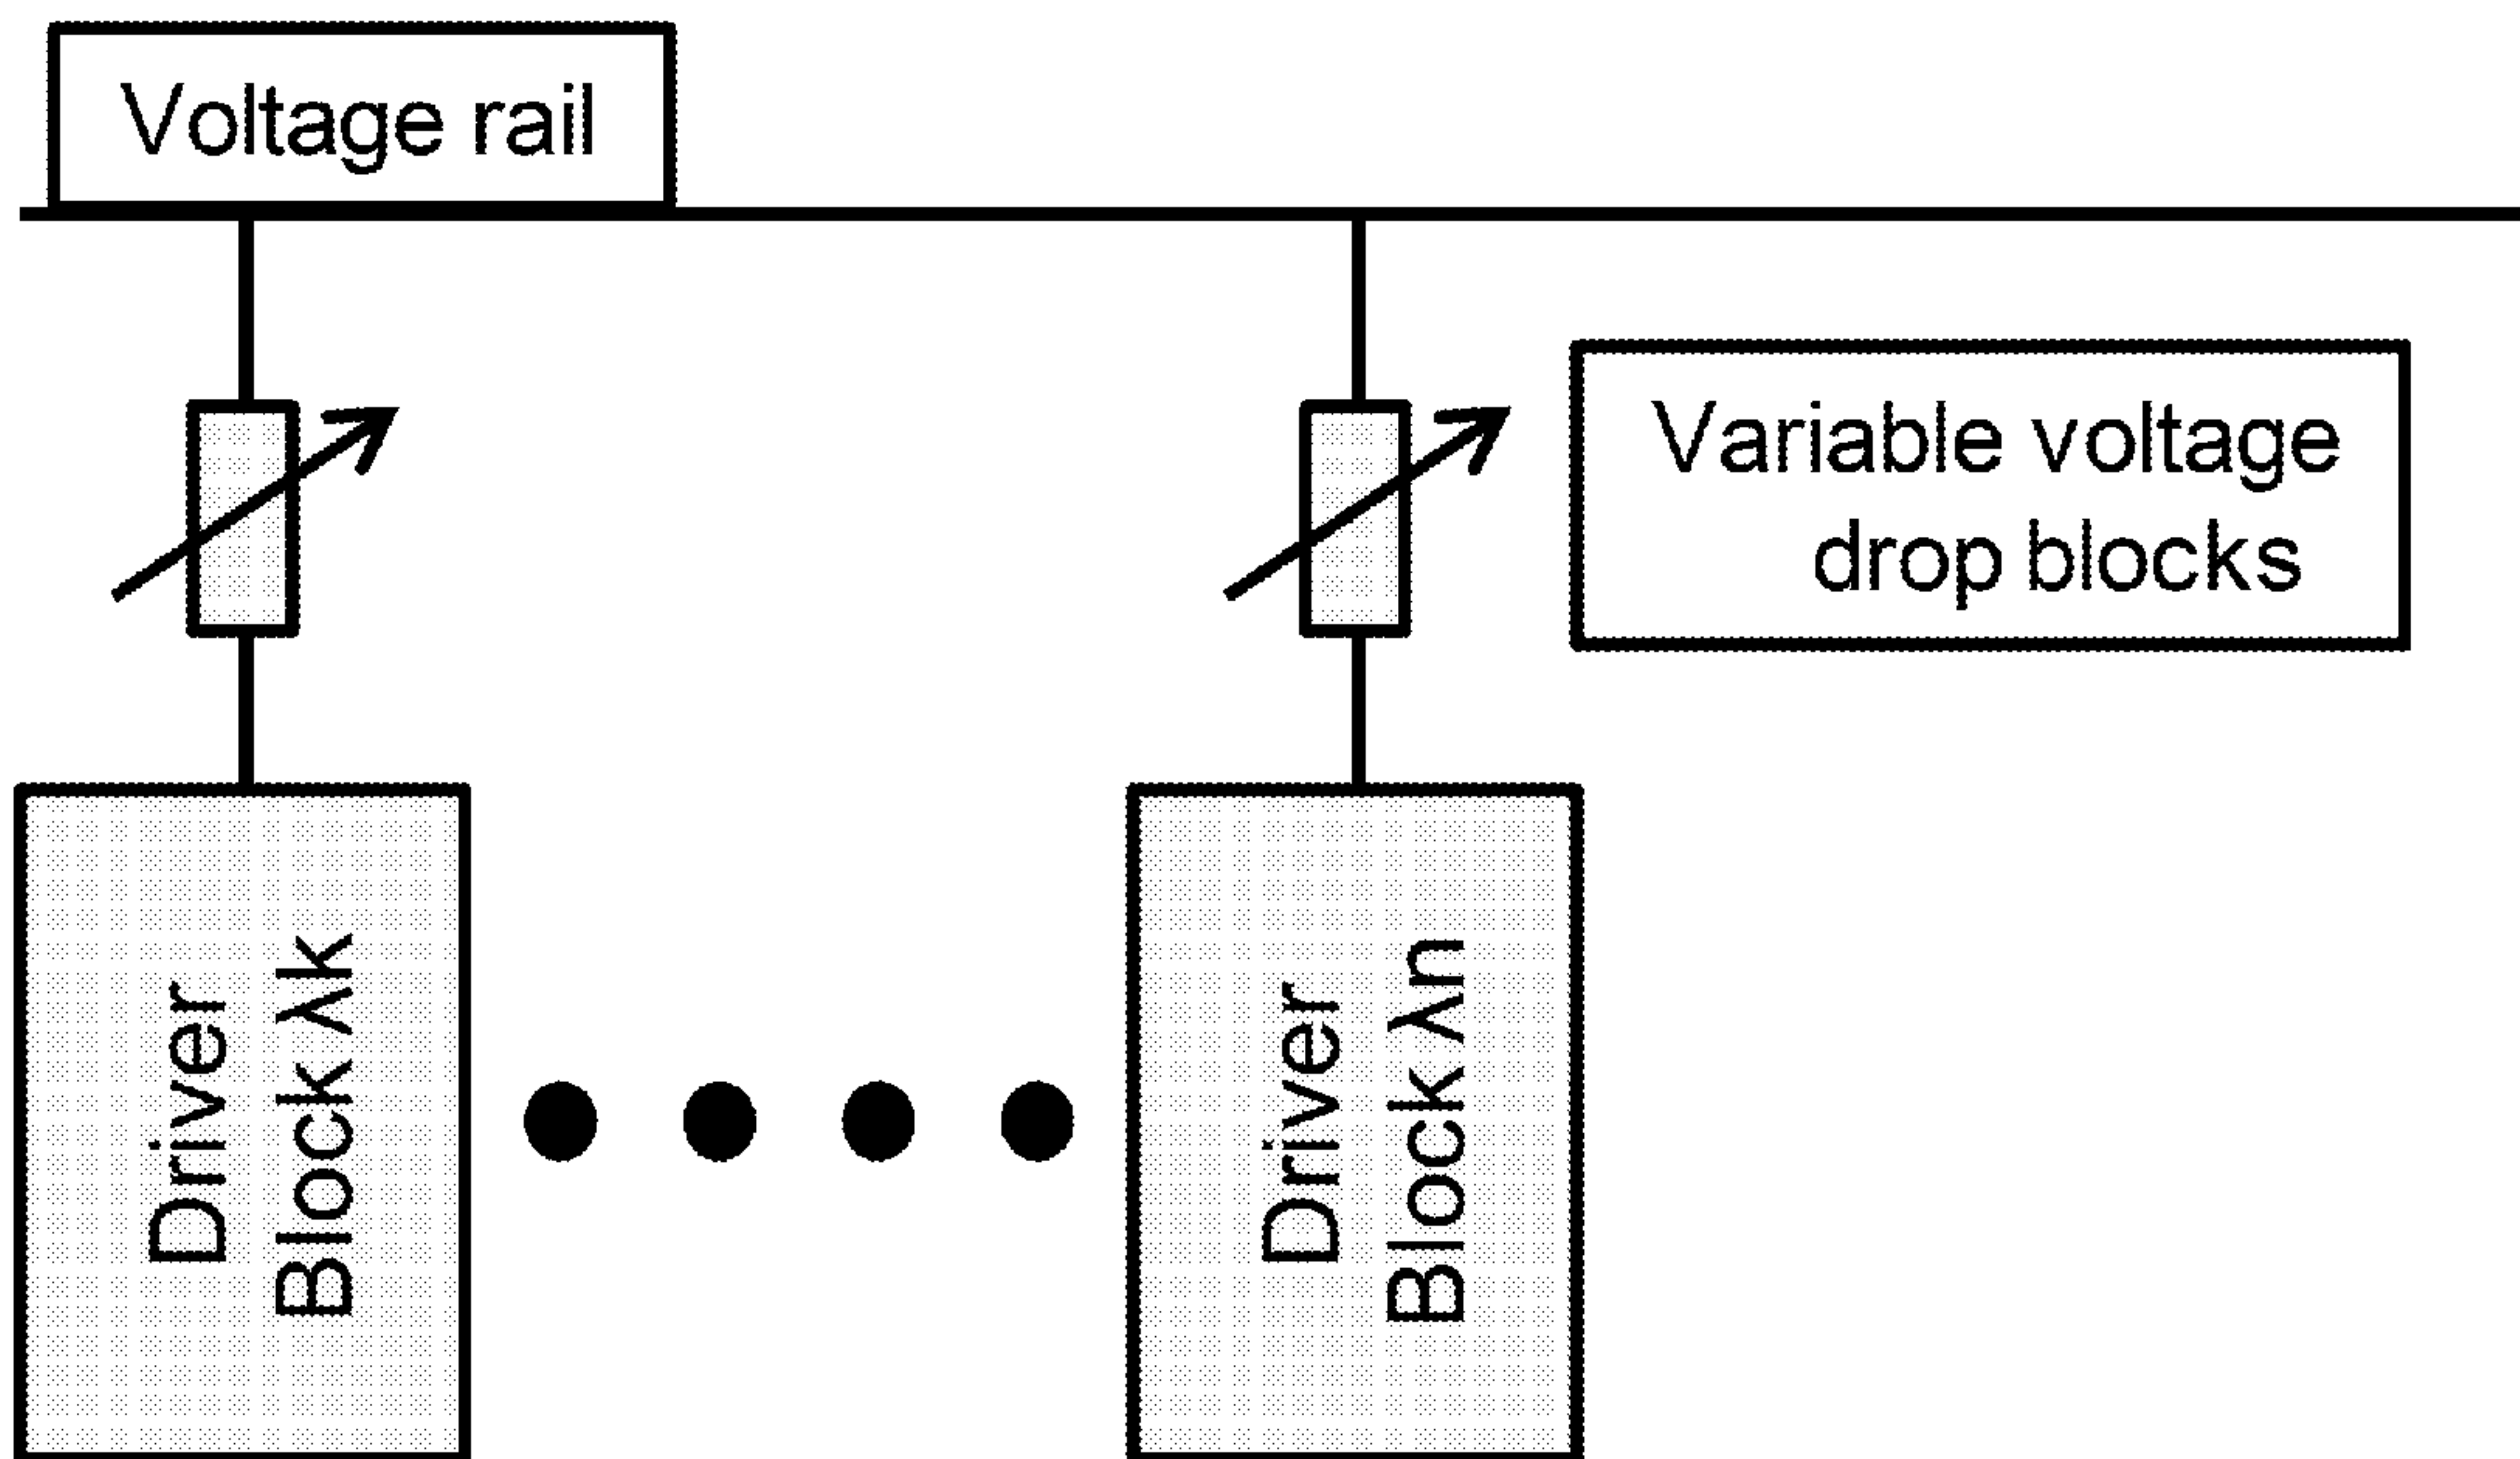 Voltage rail
Variable voltage
drop blocks
Driver
Block λk
Driver
Block λn